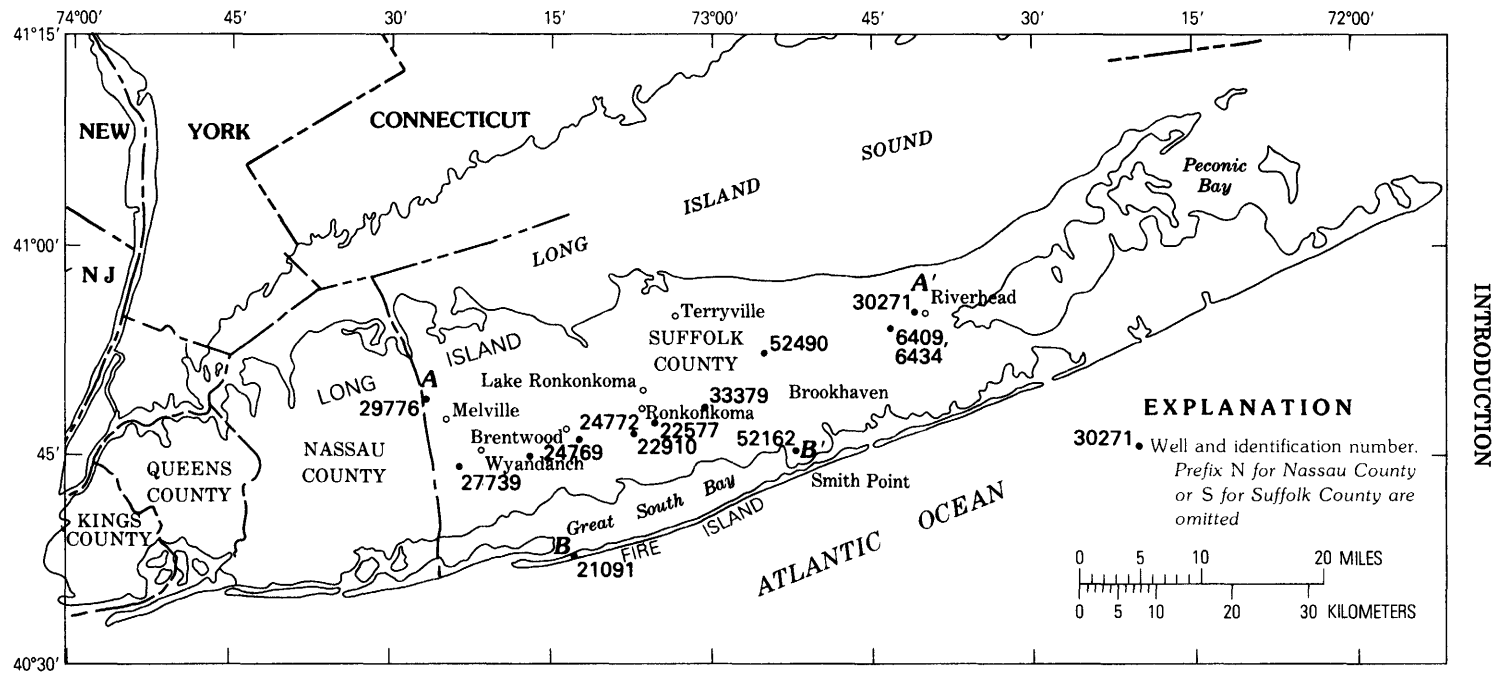 74°00′ 45′ 30′ 15′ 73°00′ 45′ 30′ 15′ 72°00′
41°15′
NEW YORK
CONNECTICUT
LONG ISLAND SOUND
Peconic
Bay
41°00′
N J
A′
30271
Riverhead
6409,
6434
Terryville
SUFFOLK
COUNTY
52490
LONG ISLAND
A
29776
Lake Ronkonkoma
33379
Brookhaven
Melville
24772
Ronkonkoma
22577
22910
Brentwood
24769
Wyandanch
27739
52162
B′
Smith Point
NASSAU
COUNTY
45′
QUEENS
COUNTY
KINGS
COUNTY
Great South Bay
B
21091
FIRE ISLAND
ATLANTIC OCEAN
EXPLANATION
30271
Well and identification number.
Prefix N for Nassau County
or S for Suffolk County are
omitted
0 5 10 20 MILES
0 10 20 30 KILOMETERS
40°30′
INTRODUCTION